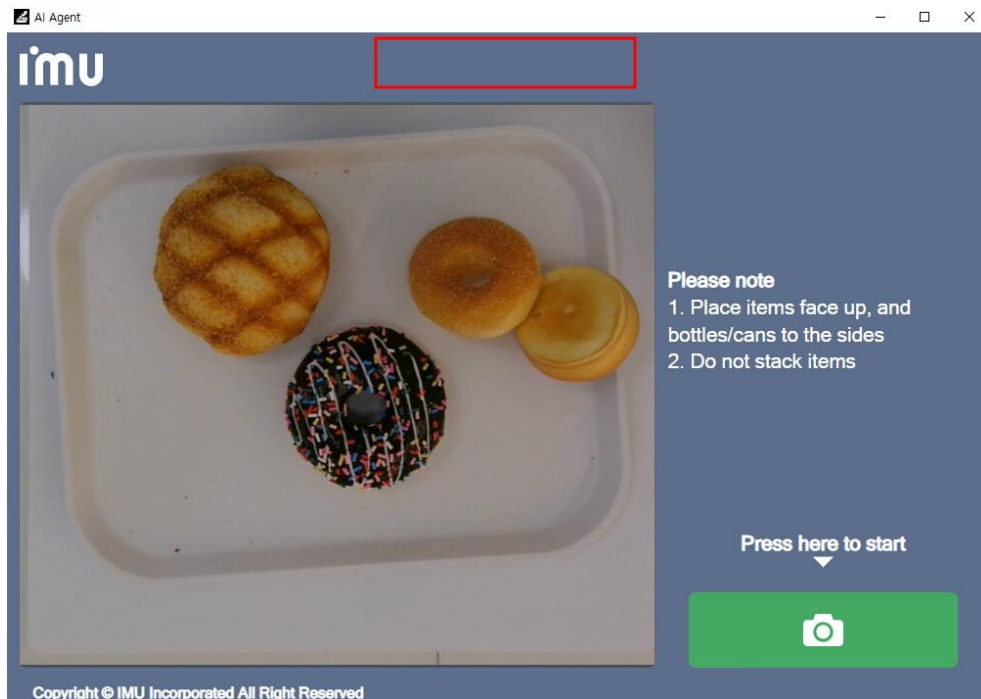 AI Agent
imu
Please note
1. Place items face up, and
bottles/cans to the sides
2. Do not stack items
Press here to start
Copyright © IMU Incorporated All Right Reserved